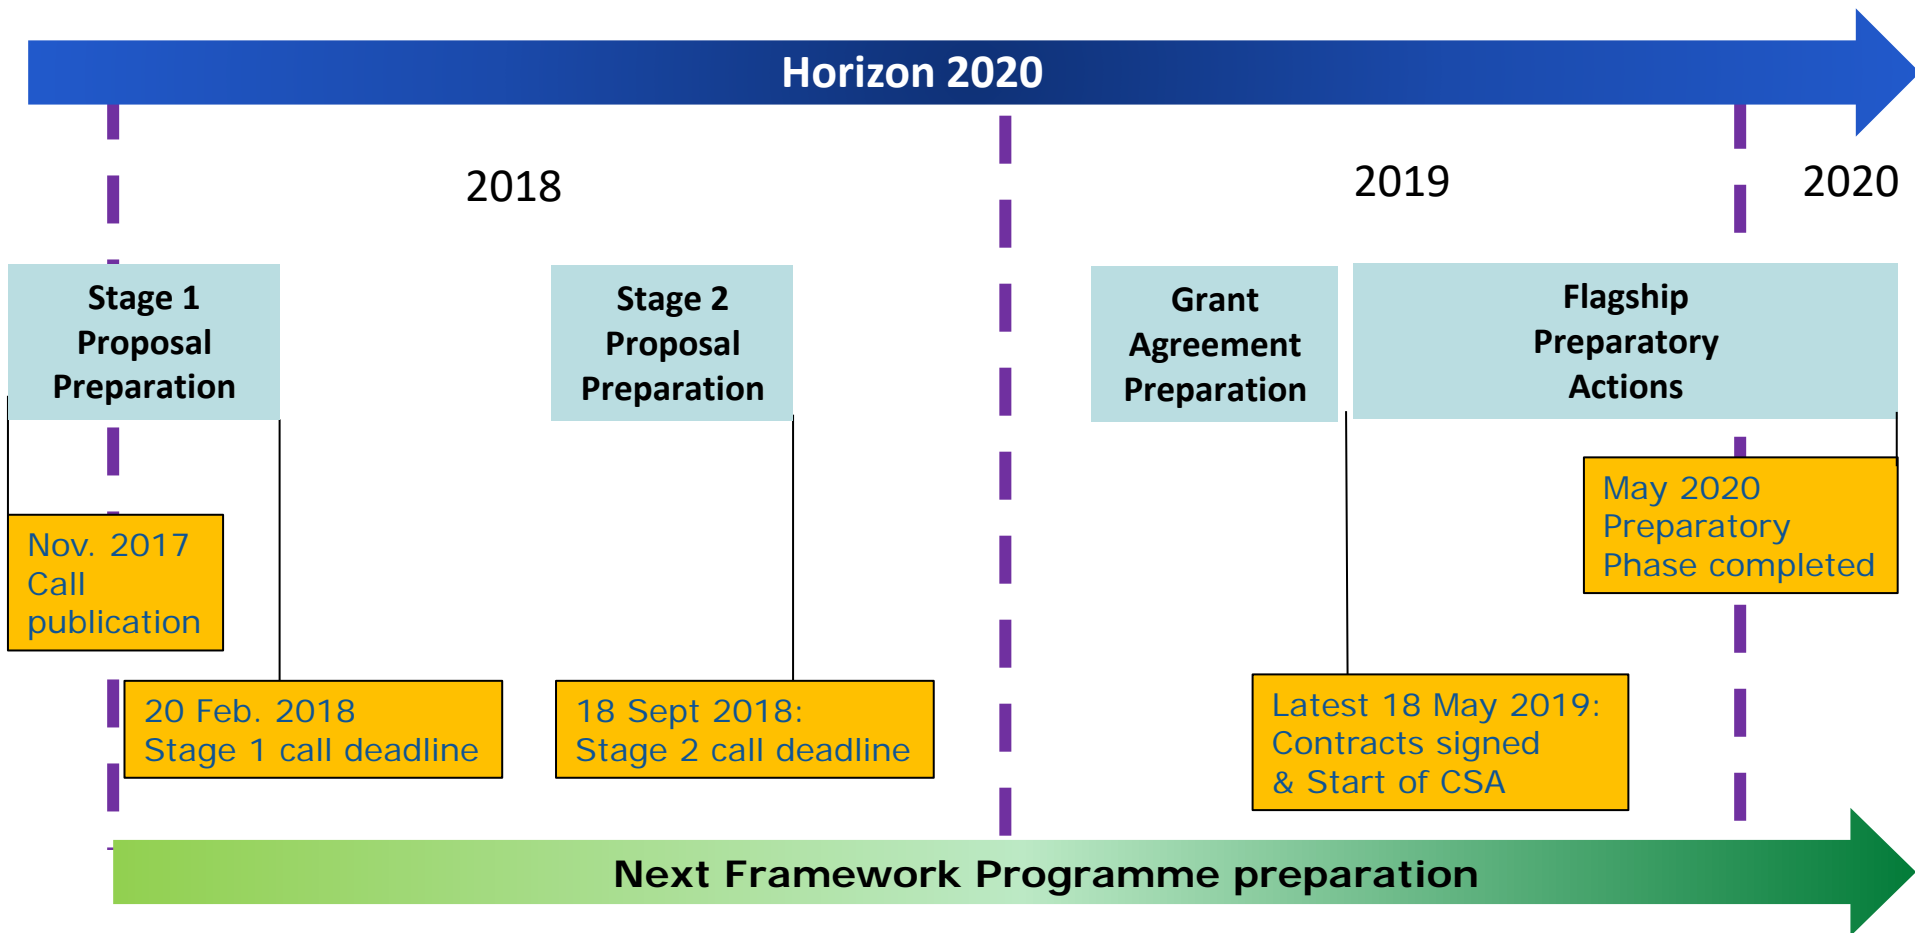 Horizon 2020
2018
2019
2020
Stage 1
Proposal
Preparation
Stage 2
Proposal
Preparation
Grant
Agreement
Preparation
Flagship
Preparatory
Actions
Nov. 2017
Call
publication
20 Feb. 2018
Stage 1 call deadline
18 Sept 2018:
Stage 2 call deadline
Latest 18 May 2019:
Contracts signed
& Start of CSA
May 2020
Preparatory
Phase completed
Next Framework Programme preparation